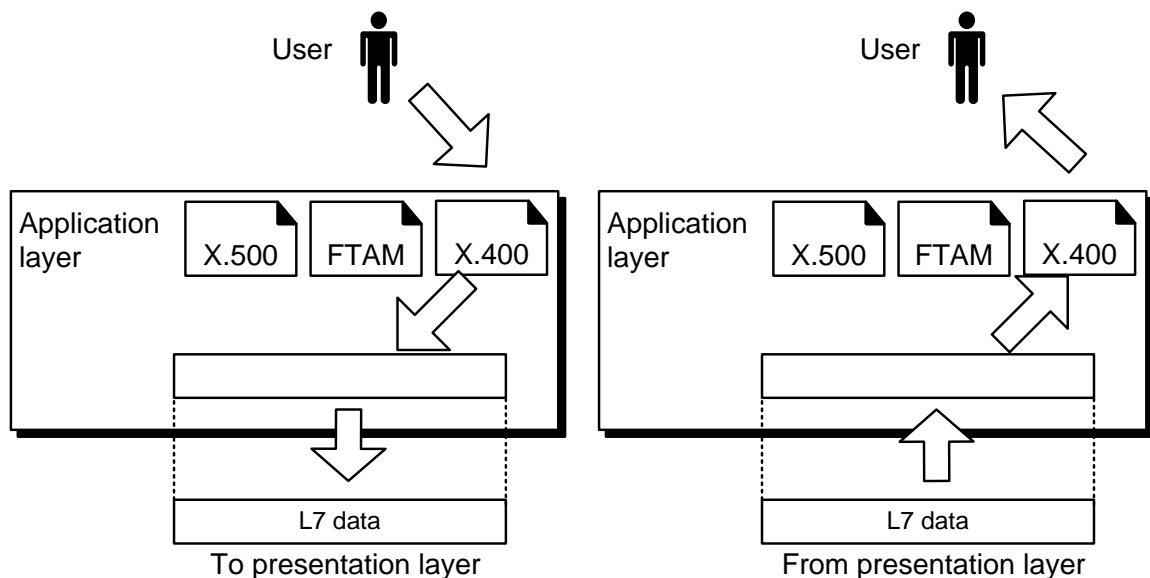 User
Application
layer
X.500
FTAM
X.400
L7 data
To presentation layer
User
Application
layer
X.500
FTAM
X.400
L7 data
From presentation layer